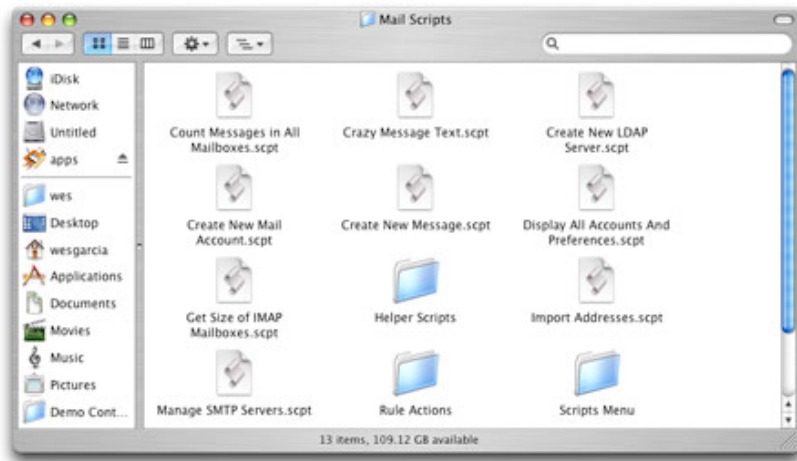 Mail Scripts
iDisk
Network
Untitled
apps
wes
Desktop
wesgarcia
Applications
Documents
Movies
Music
Pictures
Demo Cont...
Count Messages in All
Mailboxes.scpt
Crazy Message Text.scpt
Create New LDAP
Server.scpt
Create New Mail
Account.scpt
Create New Message.scpt
Display All Accounts And
Preferences.scpt
Get Size of IMAP
Mailboxes.scpt
Helper Scripts
Import Addresses.scpt
Manage SMTP Servers.scpt
Rule Actions
Scripts Menu
13 items, 109.12 GB available